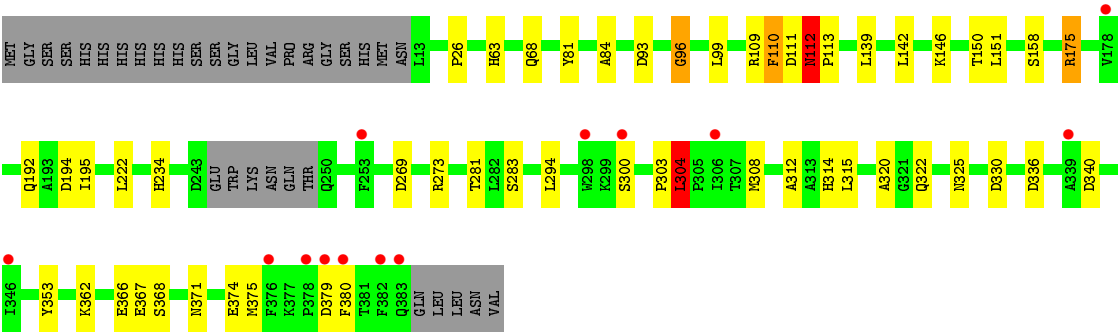 MET GLY SER SER HIS HIS HIS HIS HIS HIS SER SER GLY LEU VAL PRO ARG GLY SER HIS MET ASN L13 P26 H63 Q68 Y81 A84 D93 G96 L99 R109 F110 D111 N112 P113 L139 L142 K146 T150 L151 S158 R175 V178
Q192 A193 D194 I195 L222 H234 D243 GLU TRP LYS ASN GLN THR Q250 F253 D269 R273 T281 L282 S283 L294 W298 K299 S300 P303 L304 P305 I306 T307 M308 A312 A313 H314 L315 A320 G321 Q322 N325 D330 D336 A339 D340
I346 Y353 K362 E366 E367 S368 N371 E374 M375 F376 K377 P378 D379 F380 T381 F382 Q383 GLN LEU LEU ASN VAL